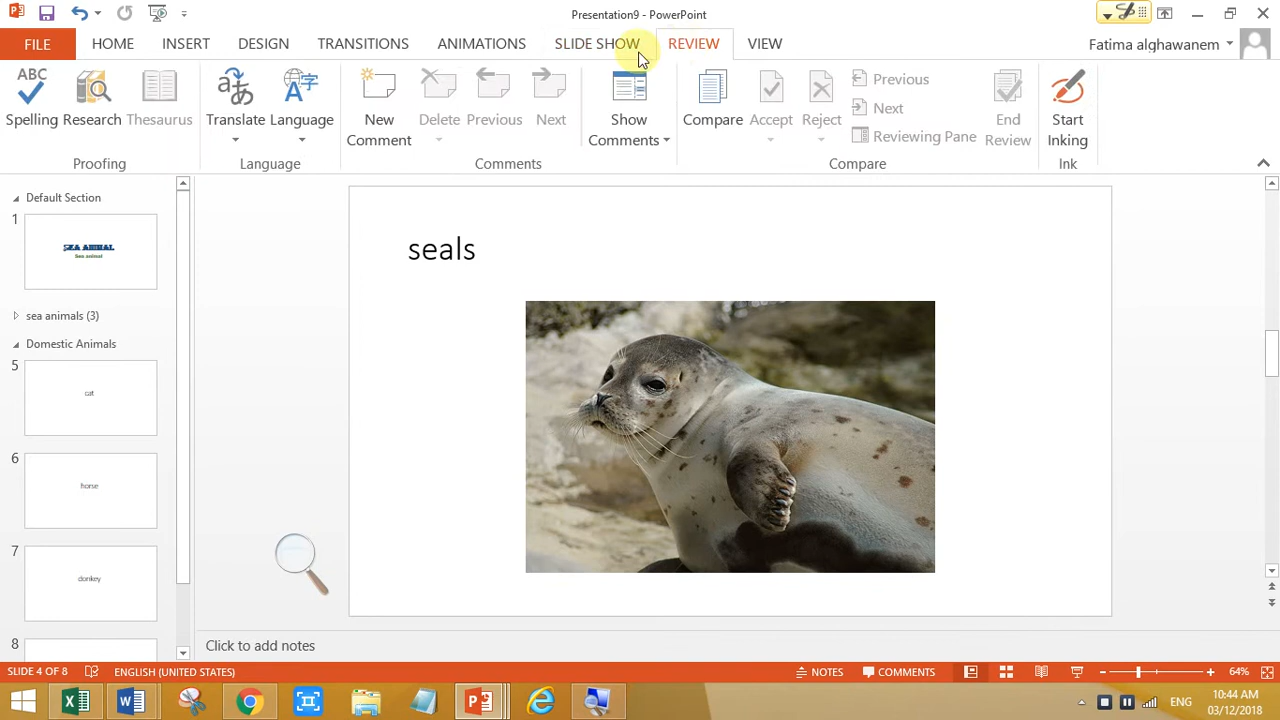 Presentation9 - PowerPoint
FILE
HOME
INSERT
DESIGN
TRANSITIONS
ANIMATIONS
SLIDE SHOW
REVIEW
VIEW
Fatima alghawanem
ABC
Spelling
Research
Thesaurus
Proofing
Translate
Language
Language
New
Comment
Delete
Previous
Next
Show
Comments
Comments
Compare
Accept
Reject
Previous
Next
Reviewing Pane
Compare
End
Review
Start
Inking
Ink
Default Section
1
SEA ANIMAL
Sea animal
sea animals (3)
Domestic Animals
5
cat
6
horse
7
donkey
8
seals
Click to add notes
SLIDE 4 OF 8
ENGLISH (UNITED STATES)
NOTES
COMMENTS
64%
ENG
10:44 AM
03/12/2018